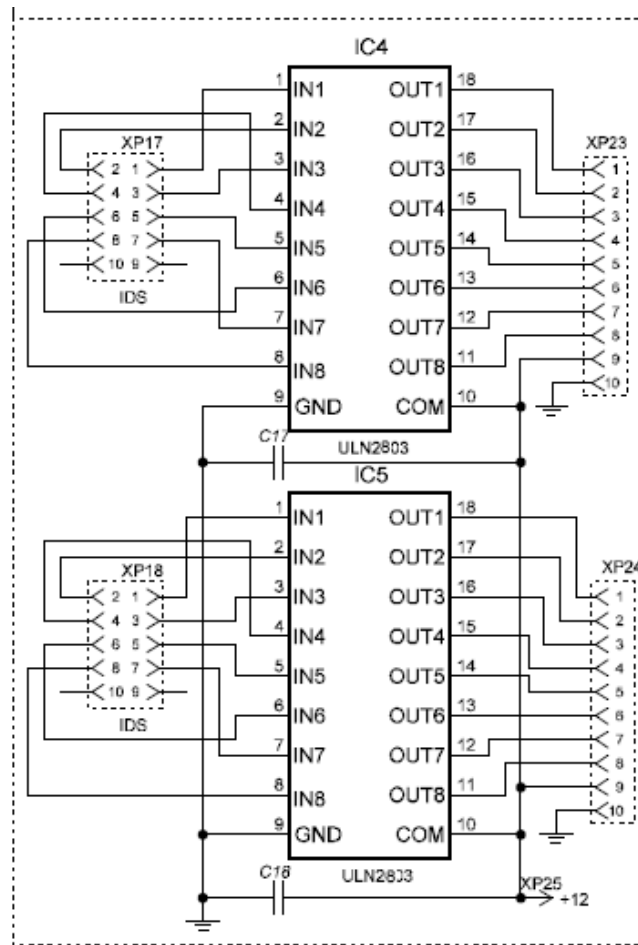 IC4
1 IN1 OUT1 18
2 IN2 OUT2 17
3 IN3 OUT3 16
4 IN4 OUT4 15
5 IN5 OUT5 14
6 IN6 OUT6 13
7 IN7 OUT7 12
8 IN8 OUT8 11
9 GND COM 10
ULN2803
XP17
2 1
4 3
6 5
8 7
10 9
IDS
XP23
1
2
3
4
5
6
7
8
9
10
C17
IC5
1 IN1 OUT1 18
2 IN2 OUT2 17
3 IN3 OUT3 16
4 IN4 OUT4 15
5 IN5 OUT5 14
6 IN6 OUT6 13
7 IN7 OUT7 12
8 IN8 OUT8 11
9 GND COM 10
ULN2803
XP18
2 1
4 3
6 5
8 7
10 9
IDS
XP24
1
2
3
4
5
6
7
8
9
10
C18
XP25
+12